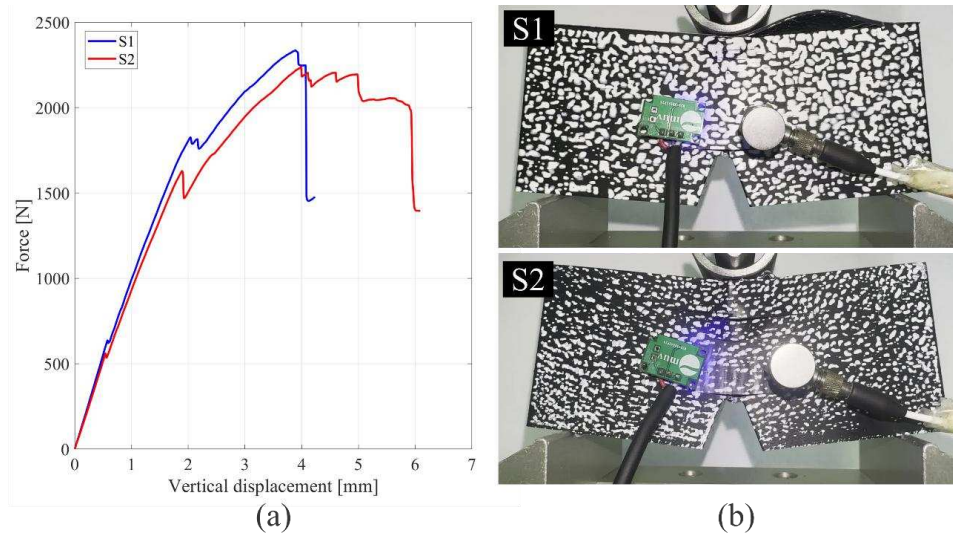 (a)
2500
2000
1500
1000
500
0
Force [N]
S1
S2
0 1 2 3 4 5 6 7
Vertical displacement [mm]
S1
S2
(b)